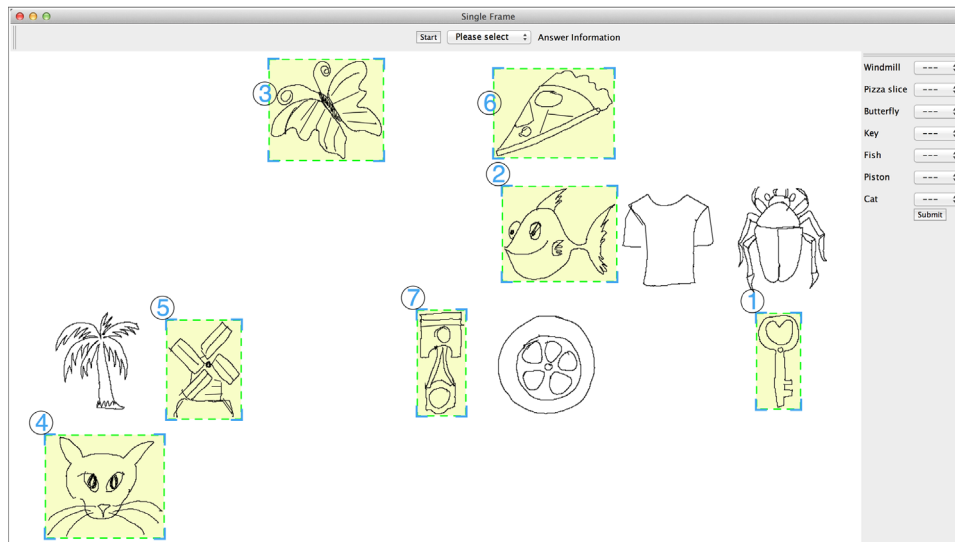 Single Frame
Start Please select Answer Information
Windmill ---
Pizza slice ---
Butterfly ---
Key ---
Fish ---
Piston ---
Cat ---
Submit
3
6
2
7
1
5
4